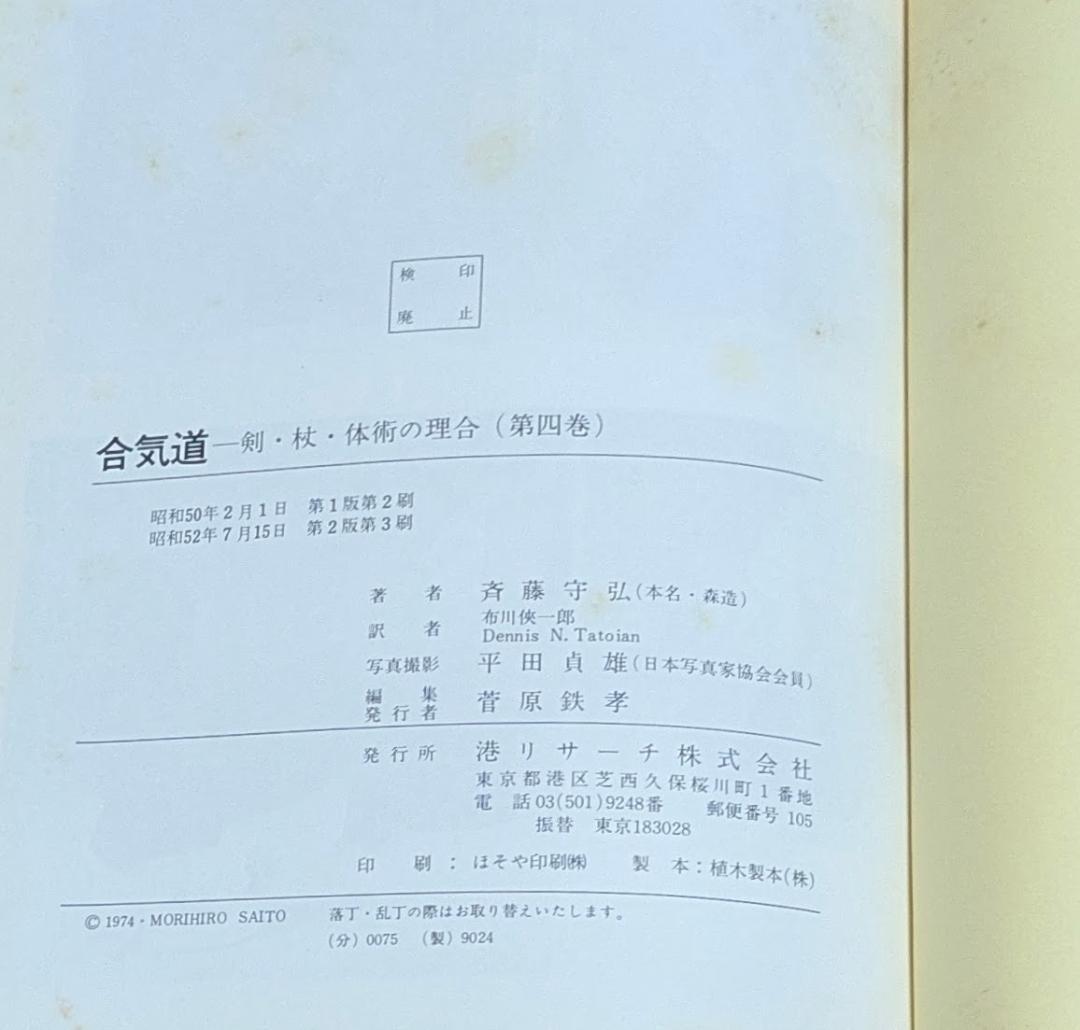 検 印
廃 止
合気道―剣・杖・体術の理合（第四巻）
昭和50年2月1日 第1版第2刷
昭和52年7月15日 第2版第3刷
著者 斉藤守弘(本名・森造)
訳者 布川俠一郎
Dennis N. Tatoian
写真撮影 平田貞雄(日本写真家協会会員)
編集
発行者 菅原鉄孝
発行所 港リサーチ株式会社
東京都港区芝西久保桜川町1番地
電話03(501)9248番 郵便番号105
振替 東京183028
印刷：ほそや印刷㈱ 製本：植木製本(株)
© 1974・MORIHIRO SAITO 落丁・乱丁の際はお取り替えいたします。
（分）0075 （製）9024